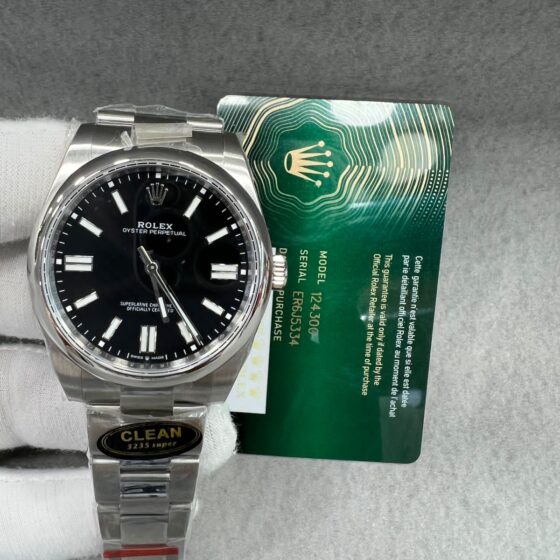 ROLEX
OYSTER PERPETUAL
OFFICIALLY CERTIFIED
SWISS MADE
CLEAN
3235 super
MODEL 124300
SERIAL ER6J5334
PURCHASE
This guarantee is valid only if dated by the
Official Rolex Retailer at the time of purchase
Cette garantie n'est valable que si elle est datée
par le détaillant officiel Rolex au moment de l'achat